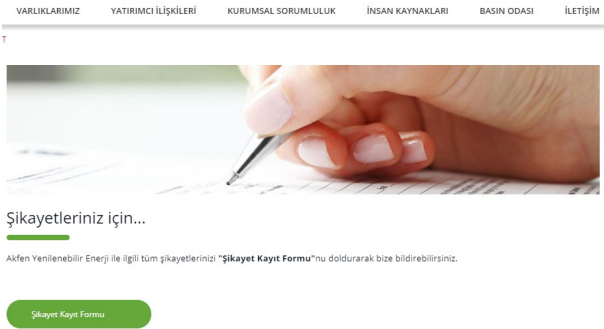 VARLIKLARIMIZ YATIRIMCI İLİŞKİLERİ KURUMSAL SORUMLULUK İNSAN KAYNAKLARI BASIN ODASI İLETİŞİM
T
Şikayetleriniz için...
Akfen Yenilenebilir Enerji ile ilgili tüm şikayetlerinizi "Şikayet Kayıt Formu"nu doldurarak bize bildirebilirsiniz.
Şikayet Kayıt Formu